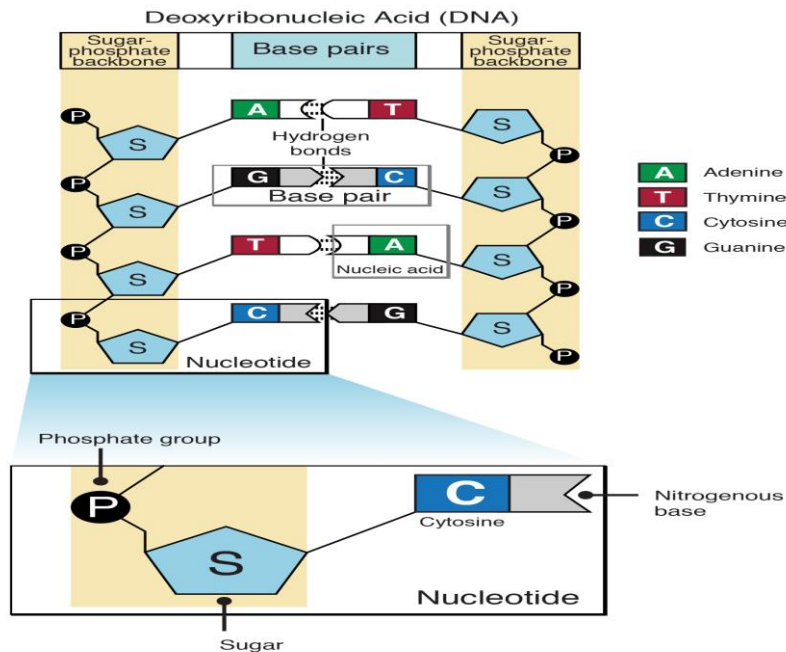 Deoxyribonucleic Acid (DNA)
Sugar-
phosphate
backbone
Base pairs
Sugar-
phosphate
backbone
P
S
A
T
S
P
Hydrogen
bonds
P
S
G
C
S
P
Base pair
P
S
T
A
S
P
Nucleic acid
P
S
C
G
S
P
Nucleotide
A Adenine
T Thymine
C Cytosine
G Guanine
Phosphate group
P
S
C
Cytosine
Nitrogenous
base
Nucleotide
Sugar